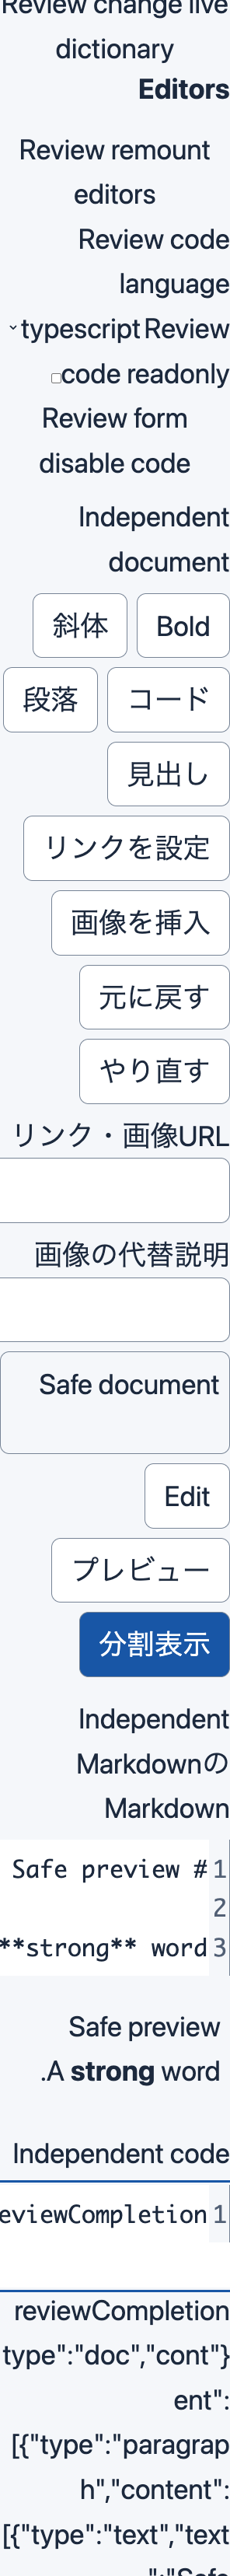 Review change live
dictionary
Editors
Review remount
editors
Review code
language
typescript Review
code readonly
Review form
disable code
Independent
document
斜体 Bold
段落 コード
見出し
リンクを設定
画像を挿入
元に戻す
やり直す
リンク・画像URL
画像の代替説明
Safe document
Edit
プレビュー
分割表示
Independent
Markdownの
Markdown
Safe preview # 1
2
**strong** word 3
Safe preview
.A strong word
Independent code
eviewCompletion 1
reviewCompletion
type":"doc","cont"}
ent":
[{"type":"paragrap
h","content":
[{"type":"text","text